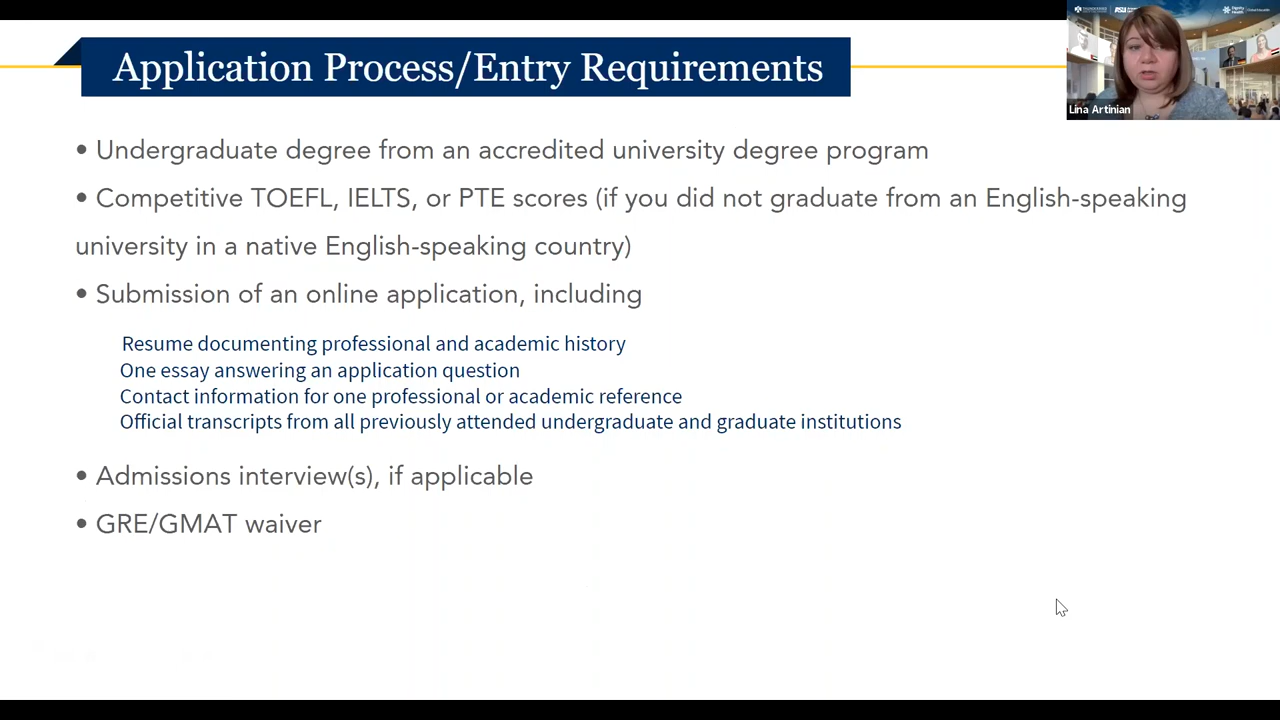 Application Process/Entry Requirements
Lina Artinian
• Undergraduate degree from an accredited university degree program
• Competitive TOEFL, IELTS, or PTE scores (if you did not graduate from an English-speaking
university in a native English-speaking country)
• Submission of an online application, including
Resume documenting professional and academic history
One essay answering an application question
Contact information for one professional or academic reference
Official transcripts from all previously attended undergraduate and graduate institutions
• Admissions interview(s), if applicable
• GRE/GMAT waiver